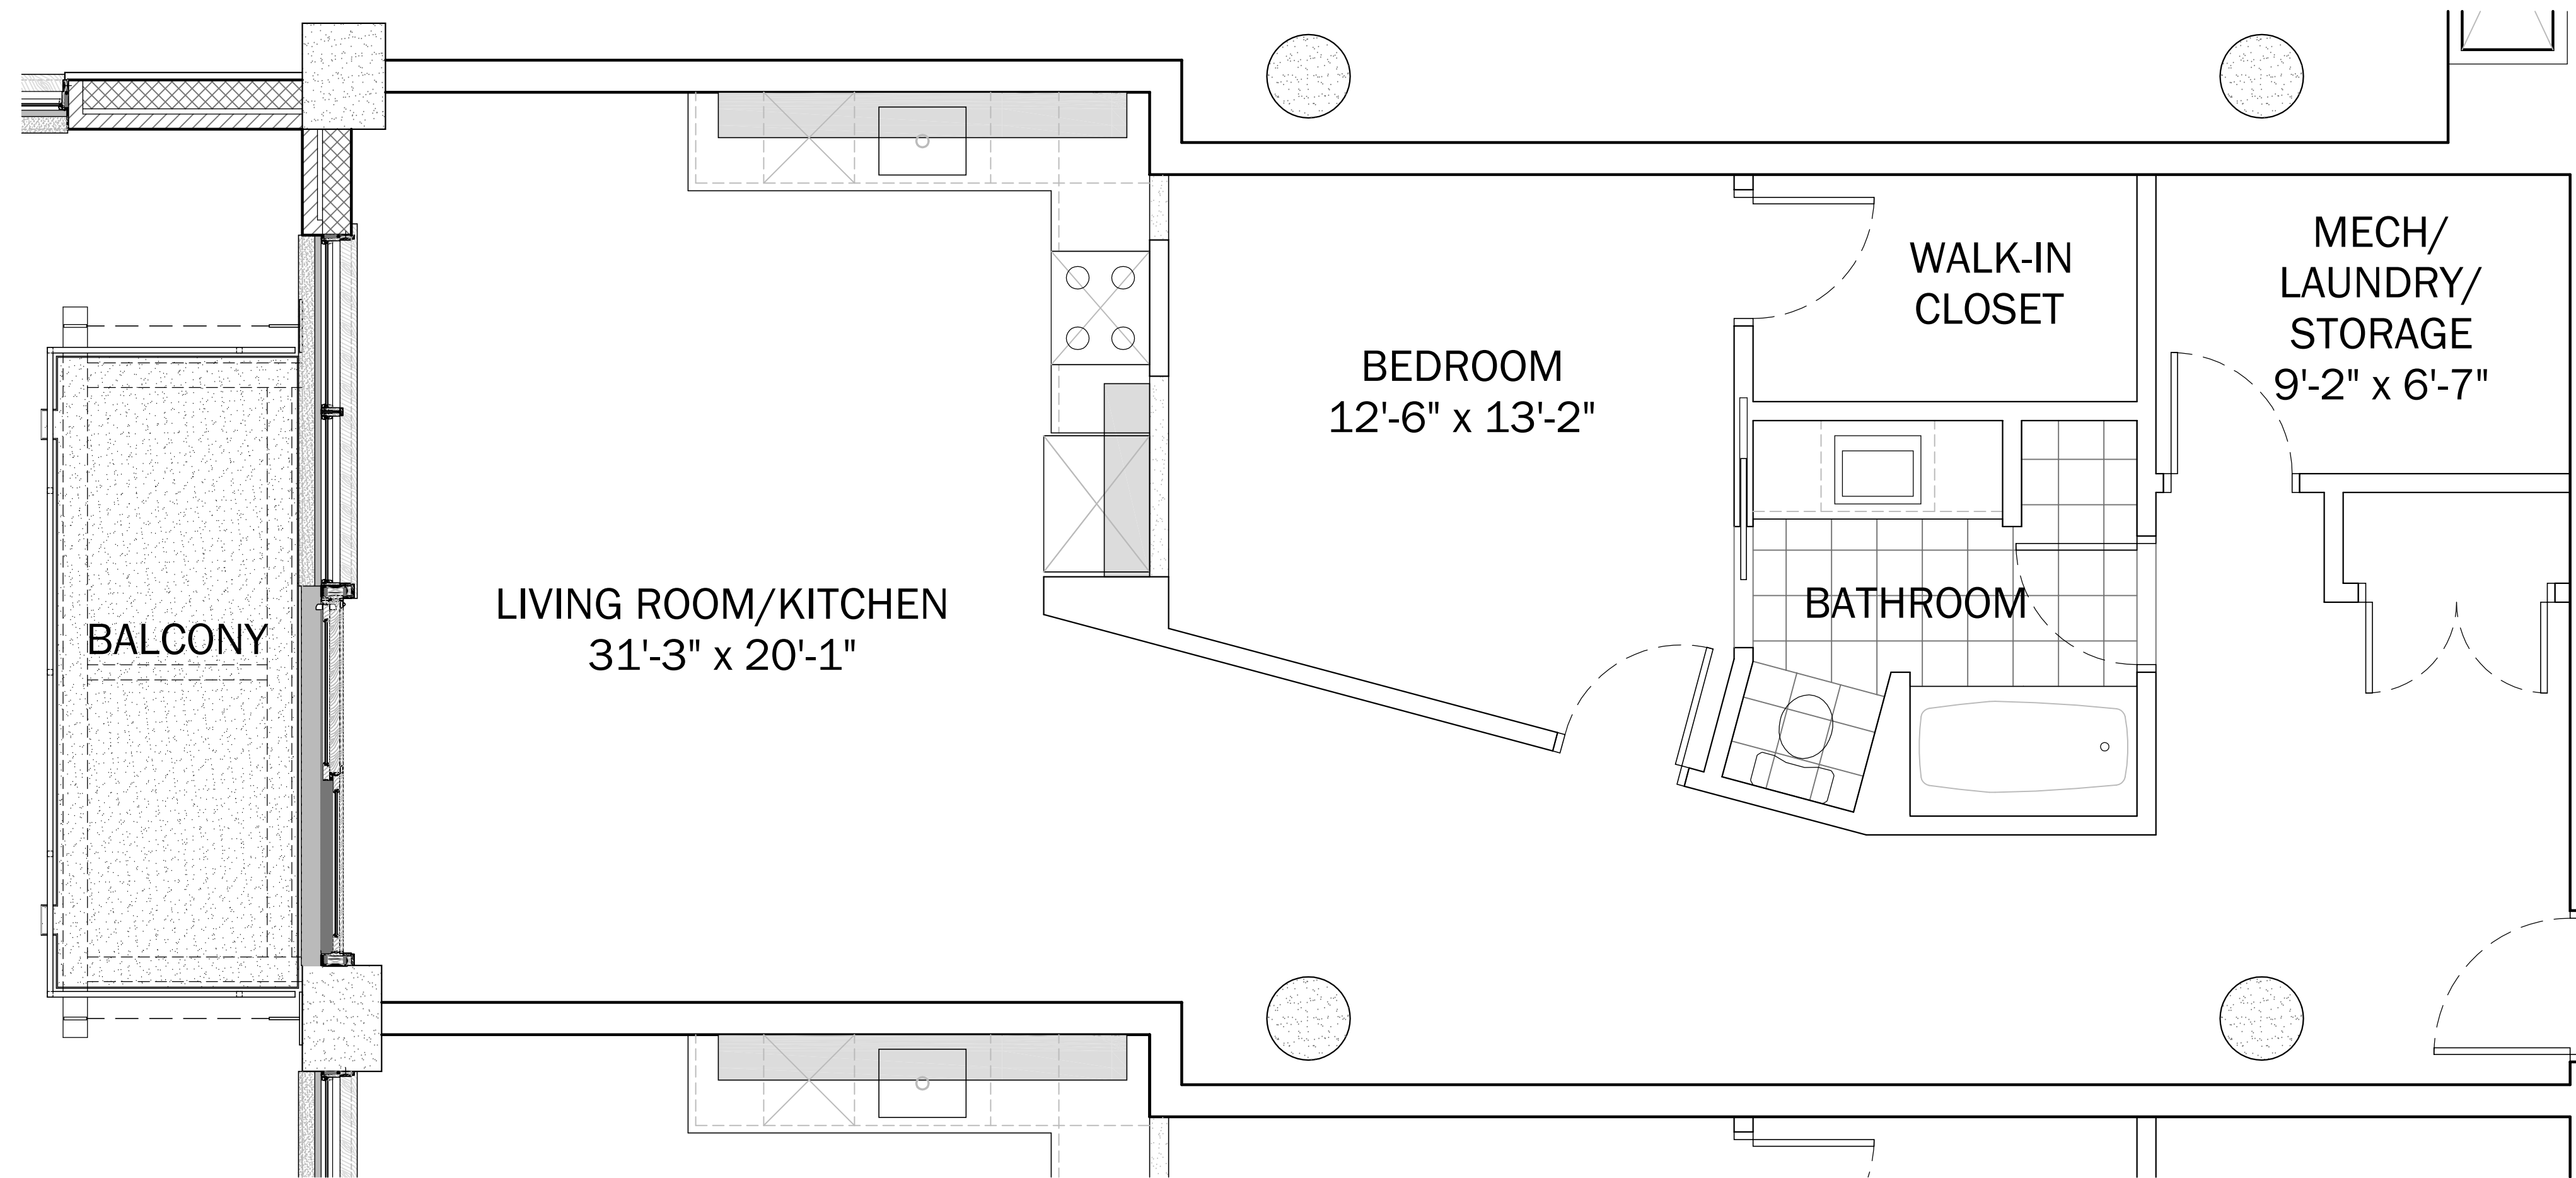 WALK-IN
CLOSET
MECH/
LAUNDRY/
STORAGE
9'-2" x 6'-7"
BEDROOM
12'-6" x 13'-2"
LIVING ROOM/KITCHEN
31'-3" x 20'-1"
BATHROOM
BALCONY